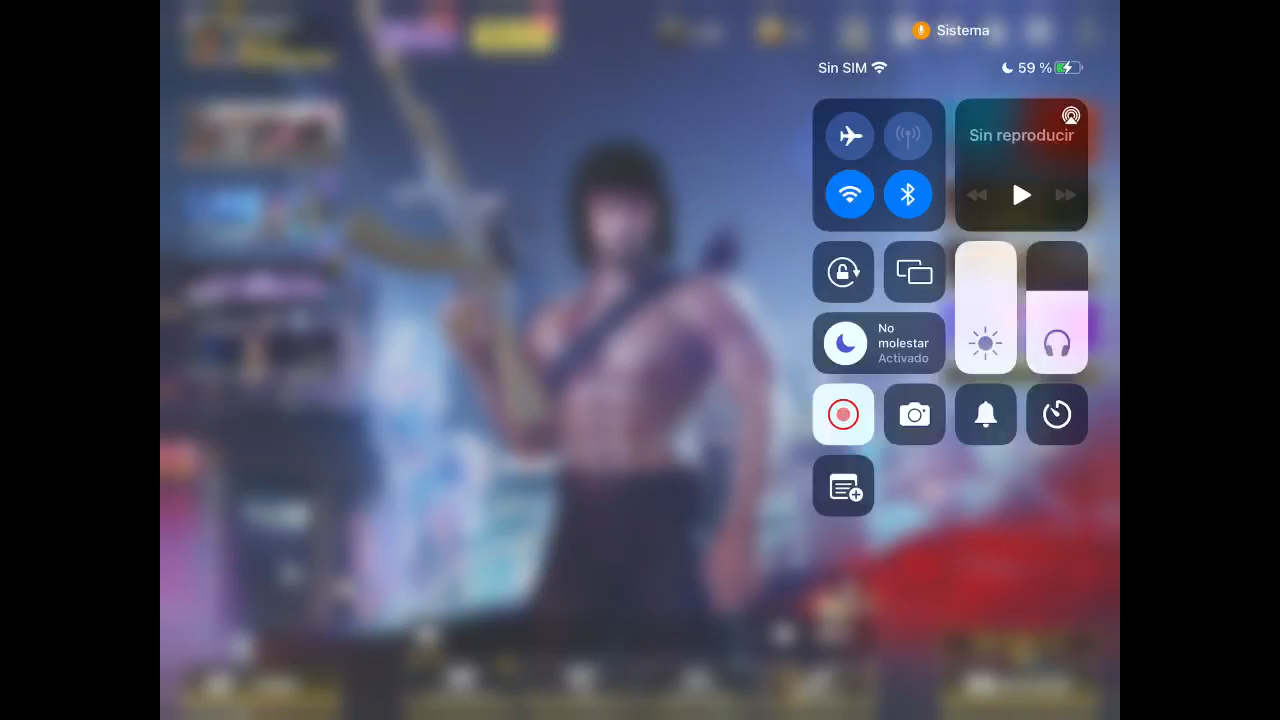 Sistema
Sin SIM
59 %
Sin reproducir
No
molestar
Activado